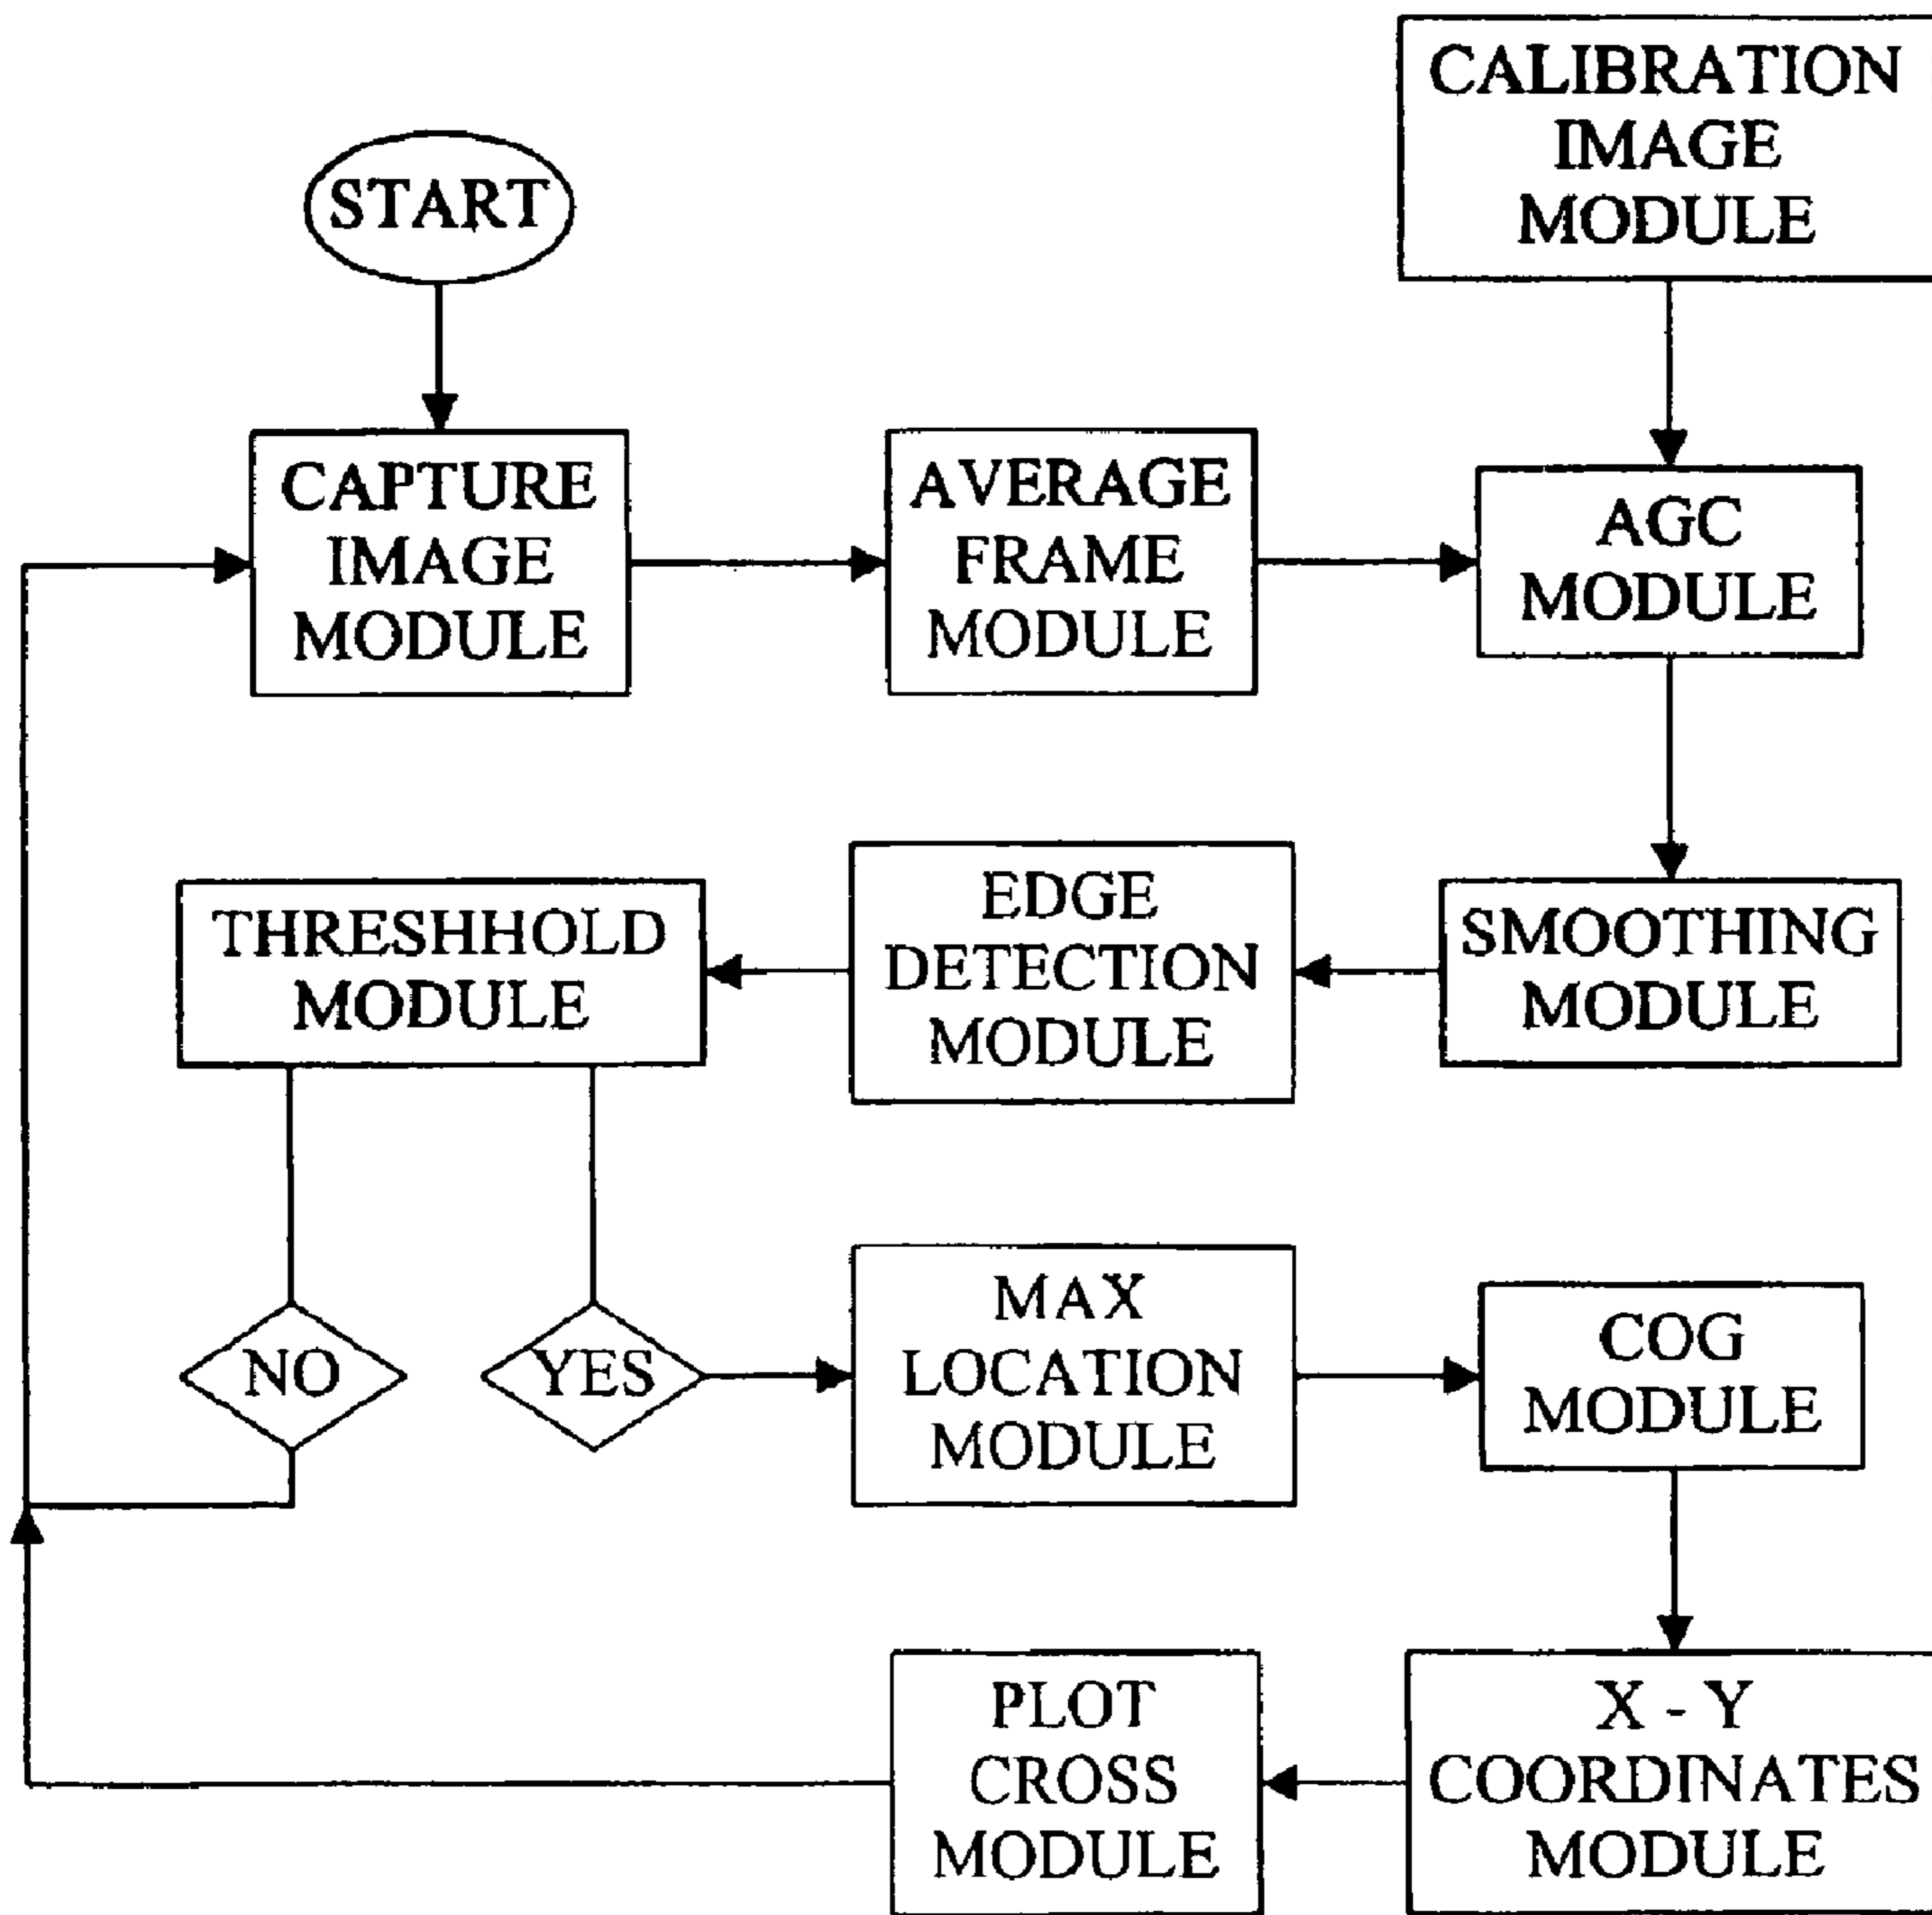 CALIBRATION
IMAGE
MODULE
START
CAPTURE
IMAGE
MODULE
AVERAGE
FRAME
MODULE
AGC
MODULE
THRESHHOLD
MODULE
EDGE
DETECTION
MODULE
SMOOTHING
MODULE
NO
YES
MAX
LOCATION
MODULE
COG
MODULE
PLOT
CROSS
MODULE
X - Y
COORDINATES
MODULE